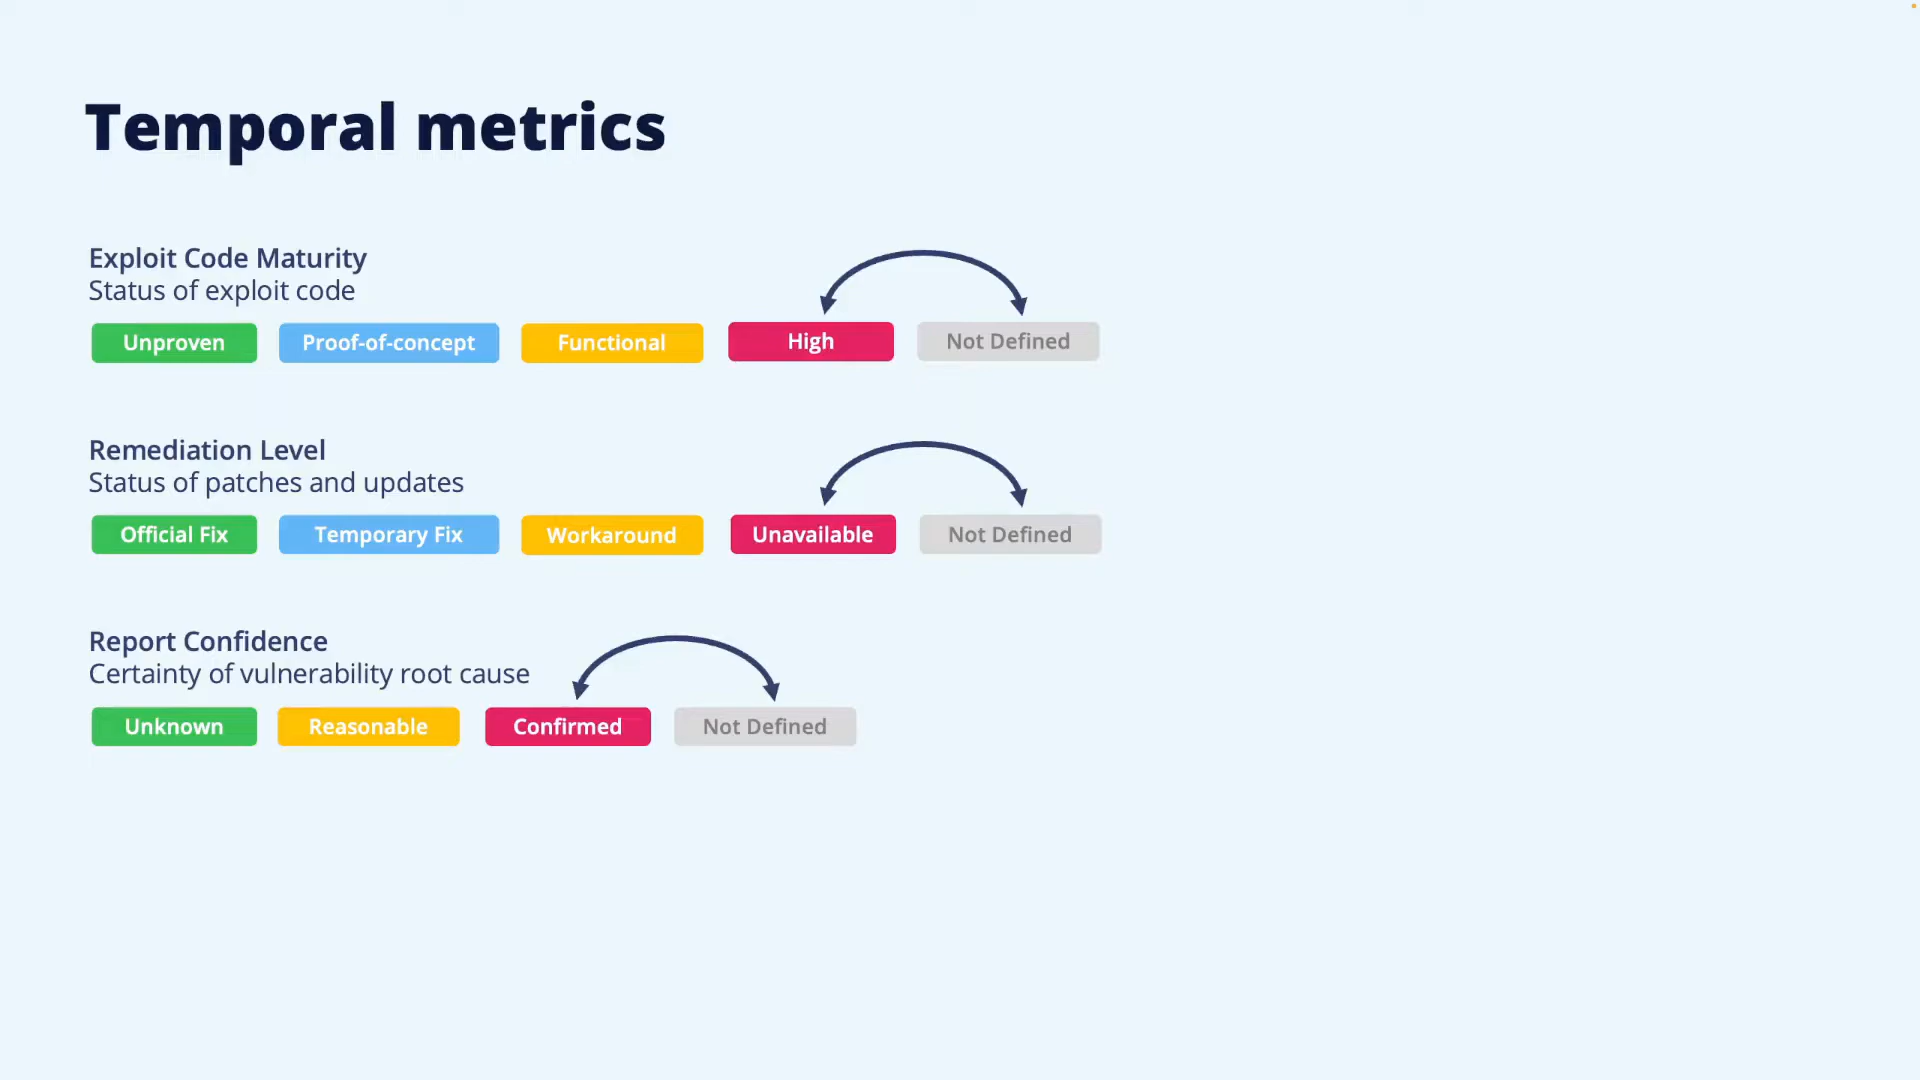 Temporal metrics
Exploit Code Maturity
Status of exploit code
Unproven Proof-of-concept Functional High Not Defined
Remediation Level
Status of patches and updates
Official Fix Temporary Fix Workaround Unavailable Not Defined
Report Confidence
Certainty of vulnerability root cause
Unknown Reasonable Confirmed Not Defined